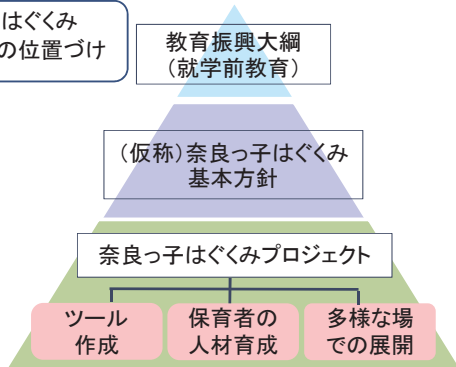 はぐくみ
の位置づけ
教育振興大綱
(就学前教育)
(仮称)奈良っ子はぐくみ
基本方針
奈良っ子はぐくみプロジェクト
ツール
作成
保育者の
人材育成
多様な場
での展開